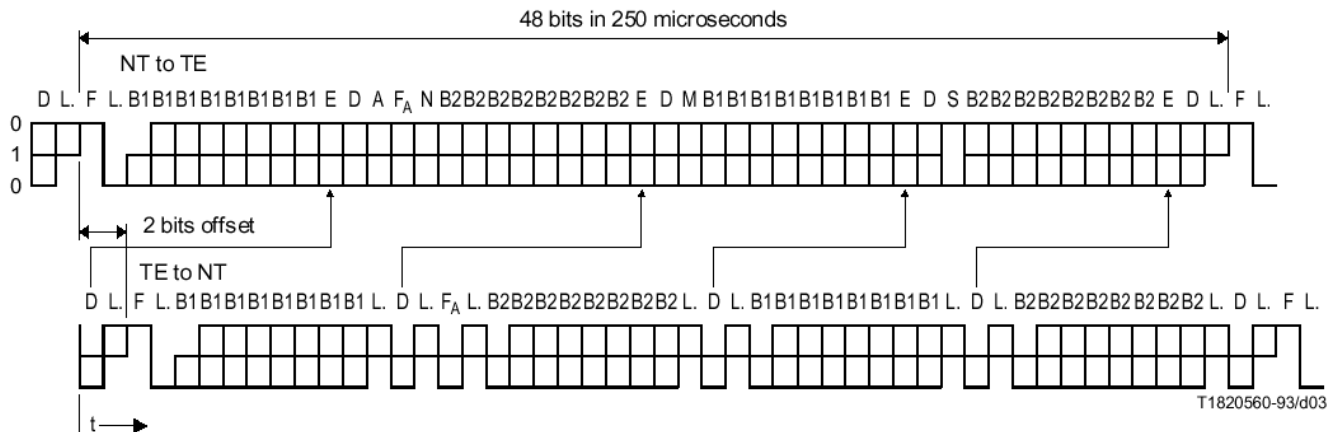 48 bits in 250 microseconds
NT to TE
D L. F L. B1B1B1B1B1B1B1B1 E D A FA N B2B2B2B2B2B2B2B2 E D M B1B1B1B1B1B1B1B1 E D S B2B2B2B2B2B2B2B2 E D L. F L.
0
1
0
2 bits offset
TE to NT
D L. F L. B1B1B1B1B1B1B1B1 L. D L. FA L. B2B2B2B2B2B2B2B2 L. D L. B1B1B1B1B1B1B1B1 L. D L. B2B2B2B2B2B2B2B2 L. D L. F L.
T1820560-93/d03
t